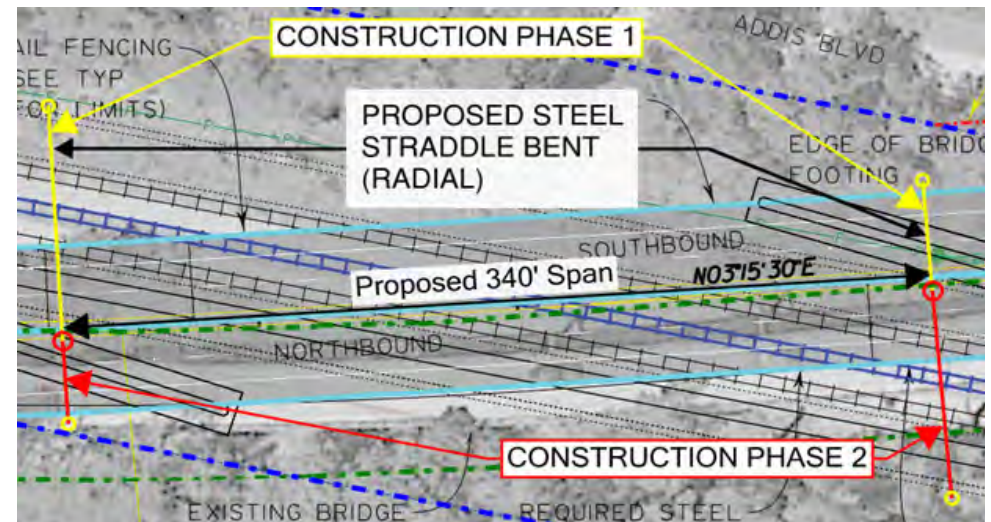 AIL FENCING
SEE TYP
FOR LIMITS)
CONSTRUCTION PHASE 1
ADDIS BLVD
PROPOSED STEEL
STRADDLE BENT
(RADIAL)
EDGE OF BRIDG
FOOTING
SOUTHBOUND
Proposed 340' Span
N03°15'30"E
NORTHBOUND
CONSTRUCTION PHASE 2
EXISTING BRIDGE
REQUIRED STEEL